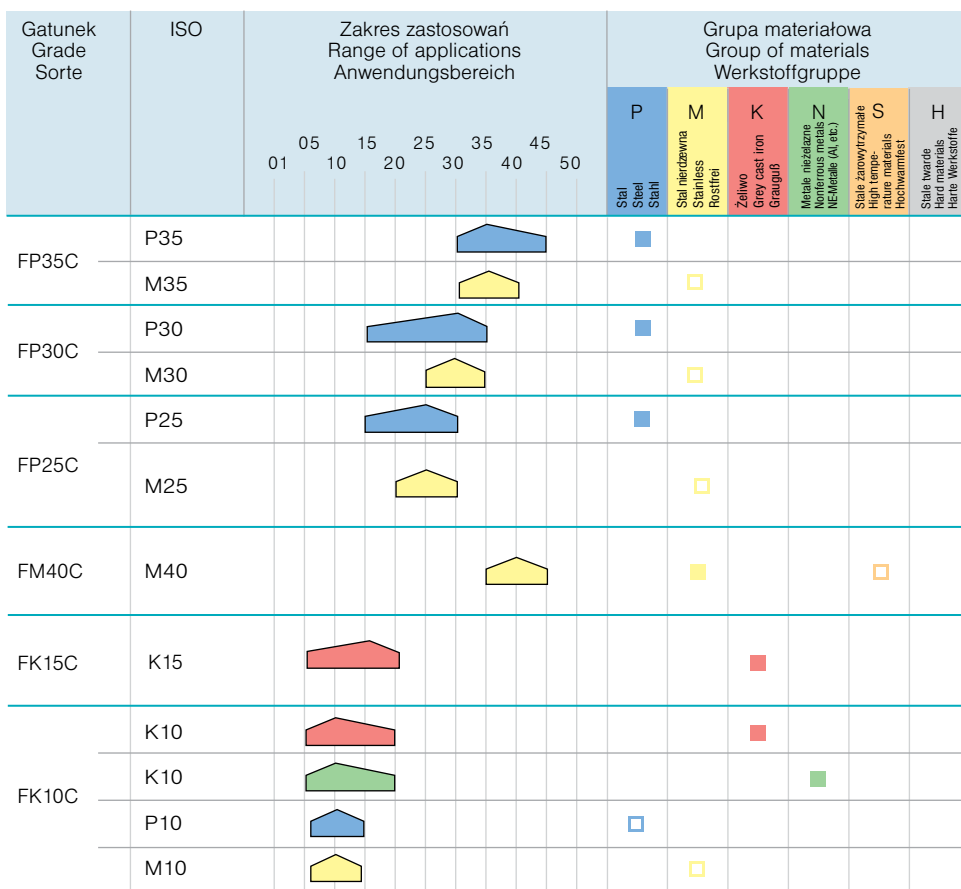 Gatunek
Grade
Sorte
ISO
Zakres zastosowań
Range of applications
Anwendungsbereich
Grupa materiałowa
Group of materials
Werkstoffgruppe
05 15 25 35 45
01 10 20 30 40 50
P
Stal
Steel
Stahl
M
Stal nierdzewna
Stainless
Rostfrei
K
Żeliwo
Grey cast iron
Grauguß
N
Metale nieżelazne
Nonferrous metals
NE-Metalle (Al, etc.)
S
Stale żarowytrzymałe
High tempe-
rature materials
Hochwarmfest
H
Stale twarde
Hard materials
Harte Werkstoffe
FP35C
P35
M35
FP30C
P30
M30
FP25C
P25
M25
FM40C
M40
FK15C
K15
FK10C
K10
K10
P10
M10